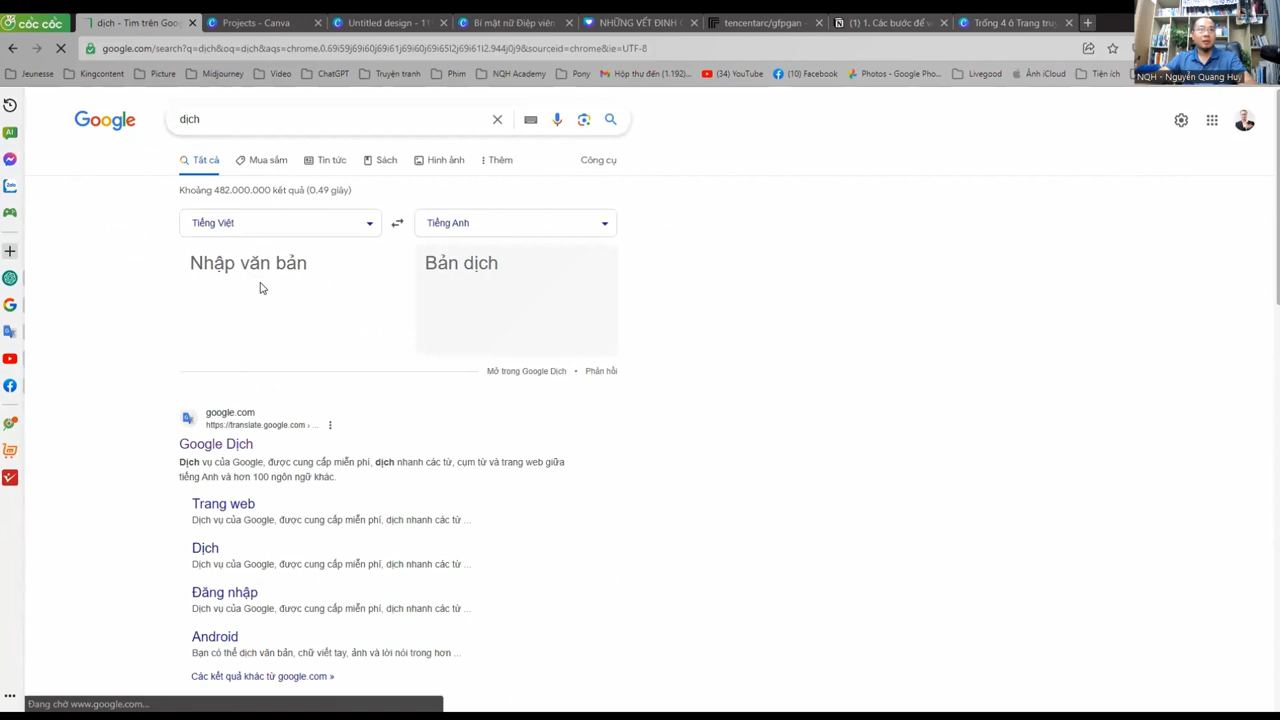 cốc cốc
dịch - Tìm trên Goo
Projects - Canva
Untitled design - 11
Bí mật nữ Điệp viên
NHỮNG VẾT ĐINH
tencentarc/gfpgan
(1) 1. Các bước để
Trống 4 ô Trang tru
google.com/search?q=dịch&oq=dịch&aqs=chrome.0.69i59j69i60j69i61j69i60j69i65l2j69i61l2.944j0j9&sourceid=chrome&ie=UTF-8
Jeunesse
Kingcontent
Picture
Midjourney
Video
ChatGPT
Truyện tranh
Phim
NQH Academy
Pony
Hộp thư đến (1.192)...
(34) YouTube
(10) Facebook
Photos - Google Pho...
Livegood
Ảnh iCloud
Tiện ích
NQH - Nguyễn Quang Huy
Google
dịch
Tất cả
Mua sắm
Tin tức
Sách
Hình ảnh
Thêm
Công cụ
Khoảng 482.000.000 kết quả (0,49 giây)
Tiếng Việt
Tiếng Anh
Nhập văn bản
Bản dịch
Mở trong Google Dịch • Phản hồi
google.com
https://translate.google.com › ...
Google Dịch
Dịch vụ của Google, được cung cấp miễn phí, dịch nhanh các từ, cụm từ và trang web giữa
tiếng Anh và hơn 100 ngôn ngữ khác.
Trang web
Dịch vụ của Google, được cung cấp miễn phí, dịch nhanh các từ ...
Dịch
Dịch vụ của Google, được cung cấp miễn phí, dịch nhanh các từ ...
Đăng nhập
Dịch vụ của Google, được cung cấp miễn phí, dịch nhanh các từ ...
Android
Bạn có thể dịch văn bản, chữ viết tay, ảnh và lời nói trong hơn ...
Các kết quả khác từ google.com »
Đang chờ www.google.com...